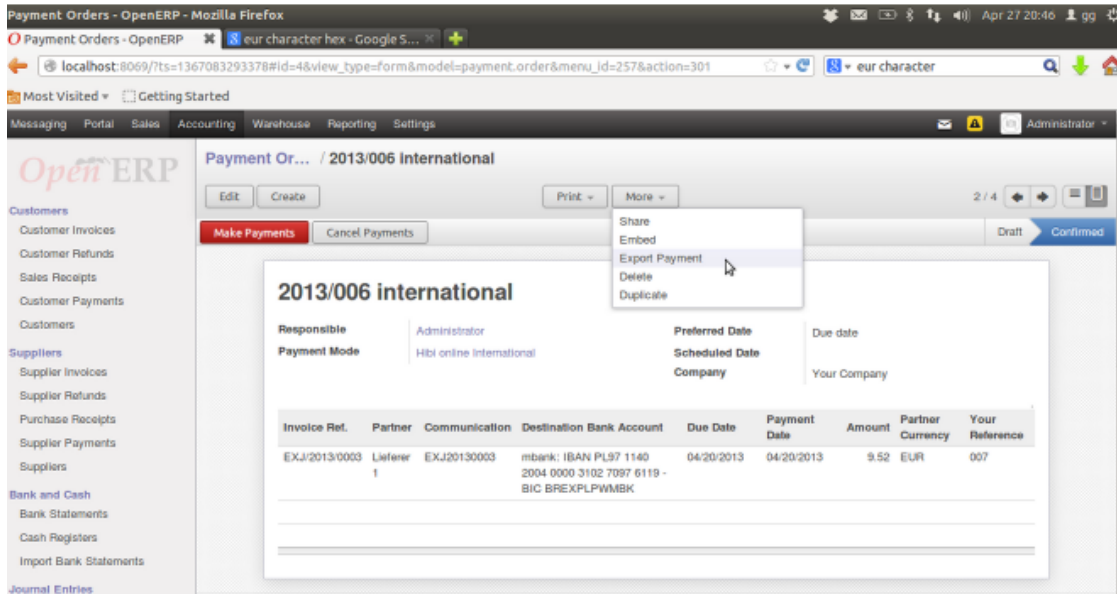 Payment Orders - OpenERP - Mozilla Firefox
Apr 27 20:46 gg
Payment Orders - OpenERP
eur character hex - Google S...
localhost:8069/?ts=1367083293378#id=4&view_type=form&model=payment.order&menu_id=257&action=301
eur character
Most Visited
Getting Started
Messaging Portal Sales Accounting Warehouse Reporting Settings
Administrator
Open ERP
Payment Or... / 2013/006 international
Edit Create Print More 2 / 4
Share
Embed
Export Payment
Delete
Duplicate
Make Payments Cancel Payments Draft Confirmed
Customers
Customer Invoices
Customer Refunds
Sales Receipts
Customer Payments
Customers
Suppliers
Supplier Invoices
Supplier Refunds
Purchase Receipts
Supplier Payments
Suppliers
Bank and Cash
Bank Statements
Cash Registers
Import Bank Statements
Journal Entries
2013/006 international
Responsible Administrator Preferred Date Due date
Payment Mode Hibi online International Scheduled Date
Company Your Company
Invoice Ref. Partner Communication Destination Bank Account Due Date Payment Date Amount Partner Currency Your Reference
EXJ/2013/0003 Lieferer 1 EXJ20130003 mbank: IBAN PL97 1140 04/20/2013 04/20/2013 9.52 EUR 007
2004 0000 3102 7097 6119 -
BIC BREXPLPWMBK